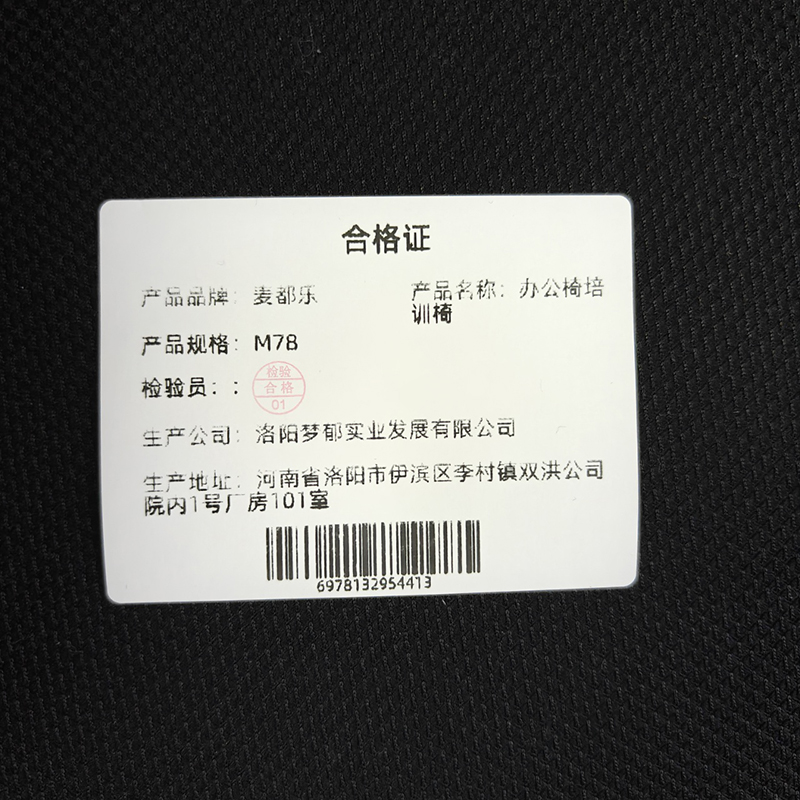 合格证
产品品牌：麦都乐
产品名称：办公椅培
训椅
产品规格：M78
检验员：：
检验
合格
01
生产公司：洛阳梦郁实业发展有限公司
生产地址：河南省洛阳市伊滨区李村镇双洪公司
院内1号厂房101室
6978132954413